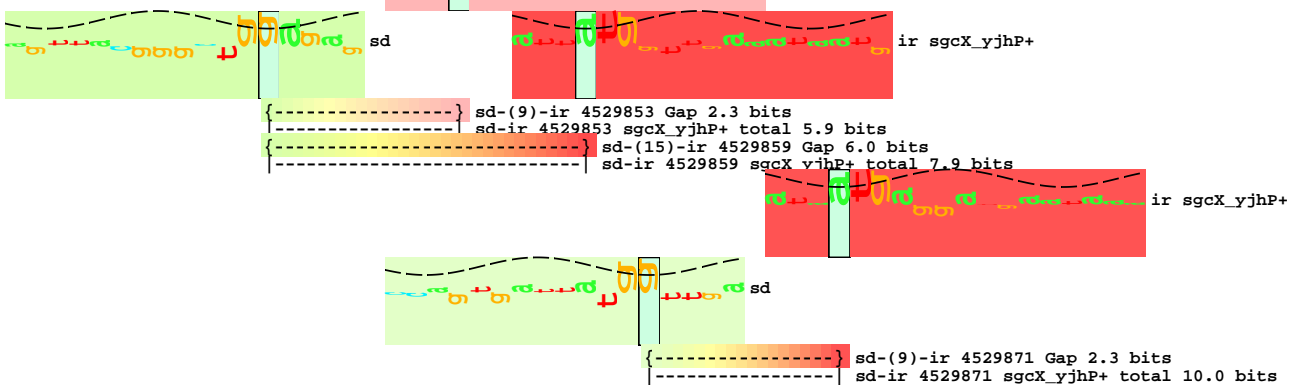 sd
ir sgcX_yjhP+
{-----------------} sd-(9)-ir 4529853 Gap 2.3 bits
|-----------------| sd-ir 4529853 sgcX_yjhP+ total 5.9 bits
{-----------------------------} sd-(15)-ir 4529859 Gap 6.0 bits
|-----------------------------| sd-ir 4529859 sgcX_yjhP+ total 7.9 bits
ir sgcX_yjhP+
sd
{-----------------} sd-(9)-ir 4529871 Gap 2.3 bits
|-----------------| sd-ir 4529871 sgcX_yjhP+ total 10.0 bits